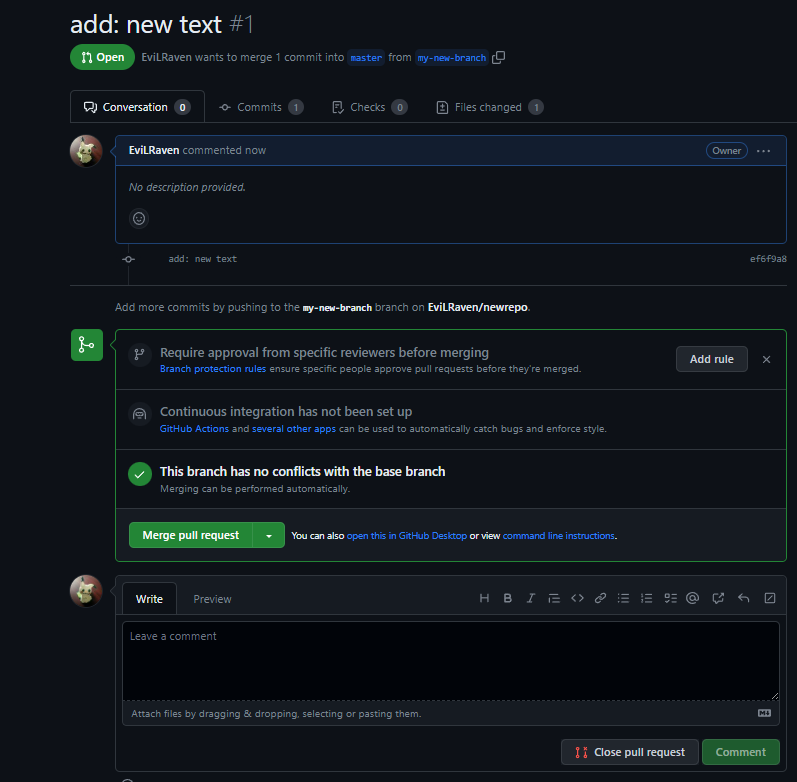 add: new text #1
Open EviLRaven wants to merge 1 commit into master from my-new-branch
Conversation 0 Commits 1 Checks 0 Files changed 1
EviLRaven commented now Owner
No description provided.
add: new text ef6f9a8
Add more commits by pushing to the my-new-branch branch on EviLRaven/newrepo.
Require approval from specific reviewers before merging
Branch protection rules ensure specific people approve pull requests before they're merged.
Add rule
Continuous integration has not been set up
GitHub Actions and several other apps can be used to automatically catch bugs and enforce style.
This branch has no conflicts with the base branch
Merging can be performed automatically.
Merge pull request You can also open this in GitHub Desktop or view command line instructions.
Write Preview
Leave a comment
Attach files by dragging & dropping, selecting or pasting them.
Close pull request Comment